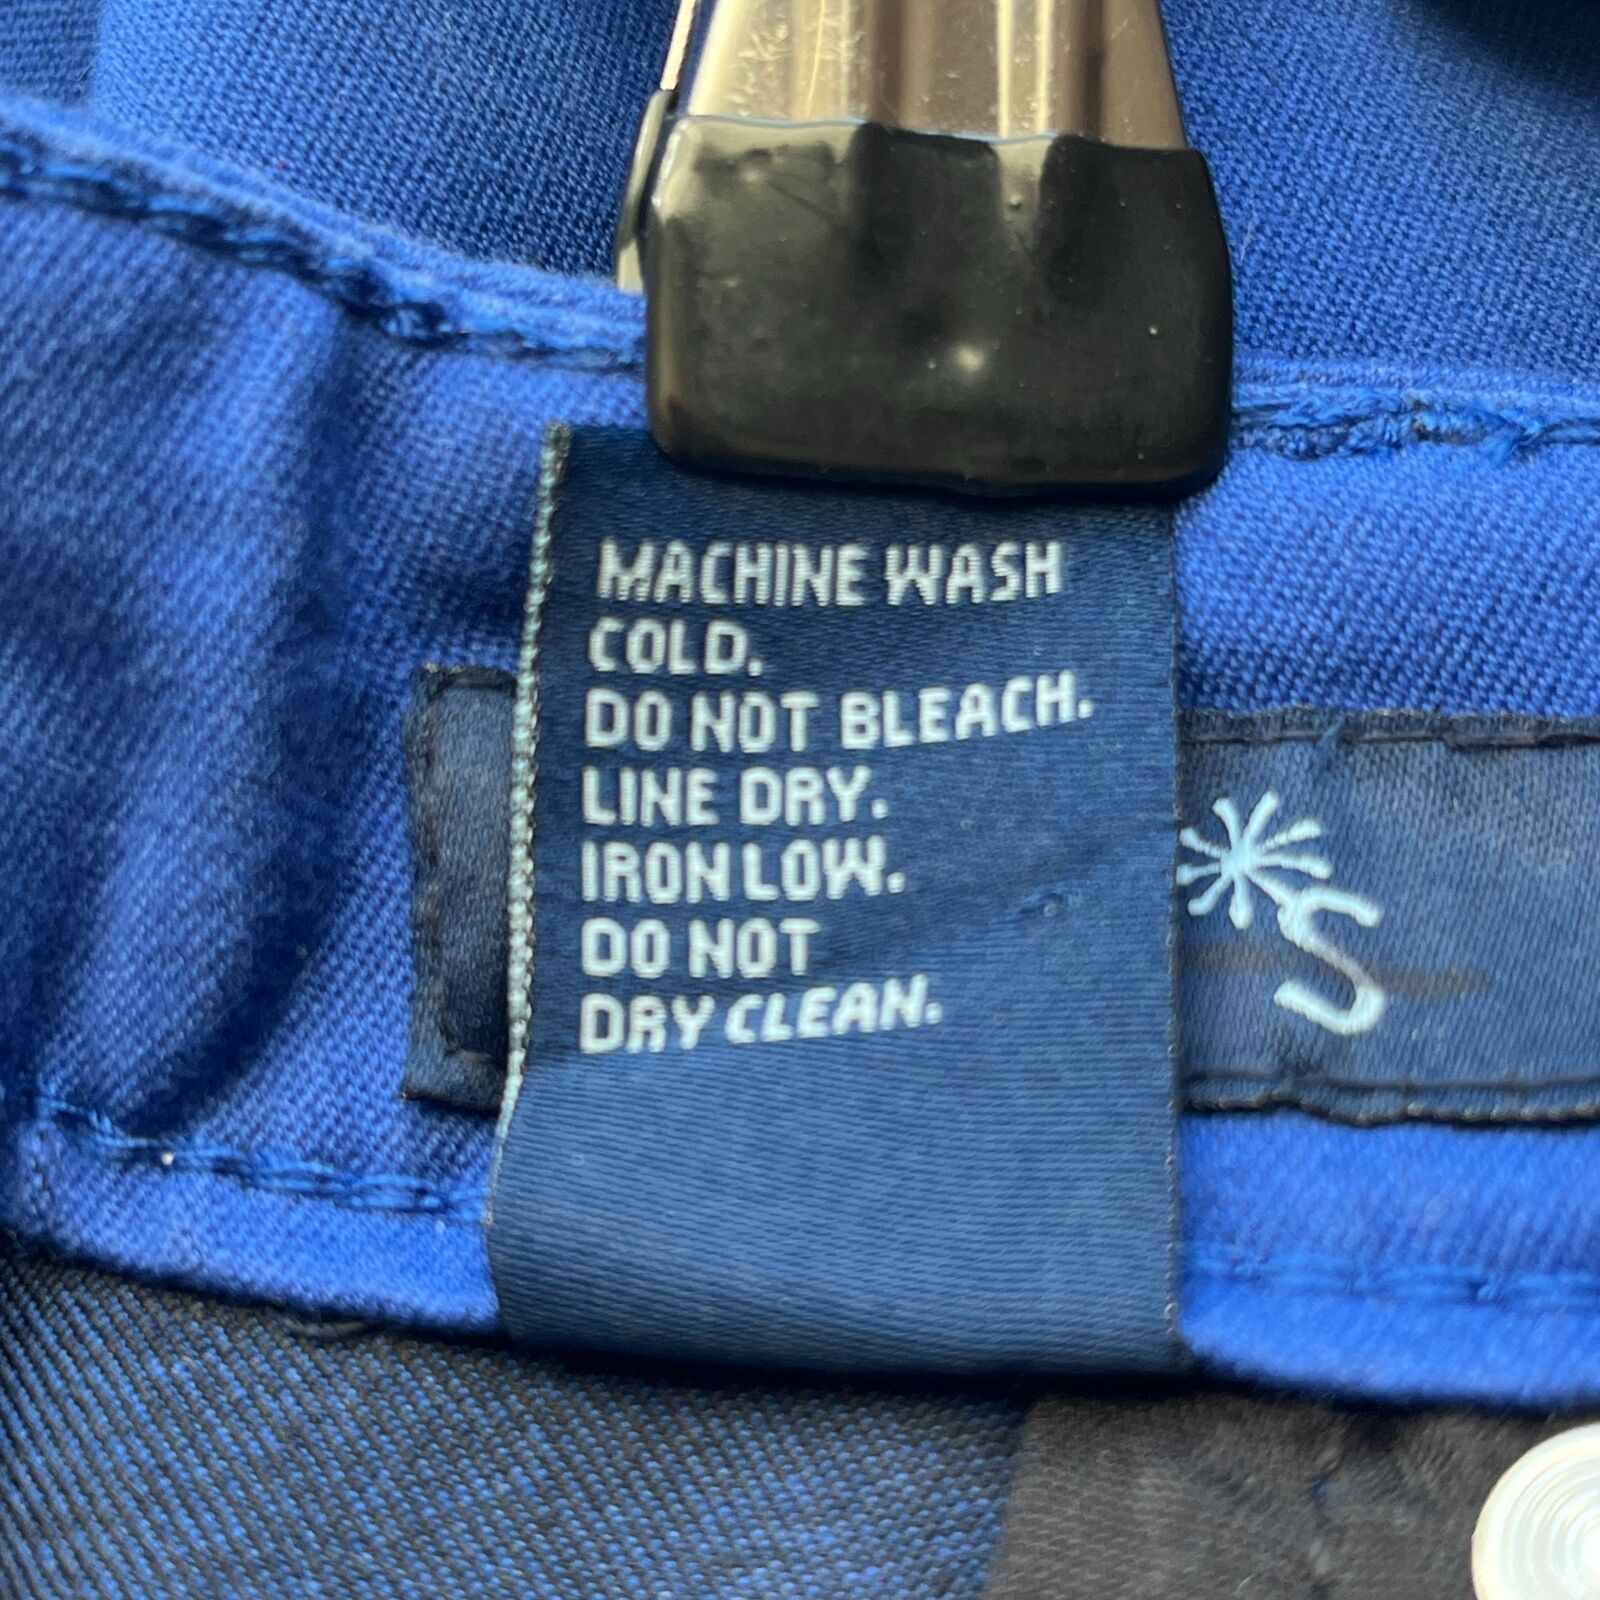 MACHINE WASH
COLD.
DO NOT BLEACH.
LINE DRY.
IRON LOW.
DO NOT
DRY CLEAN.